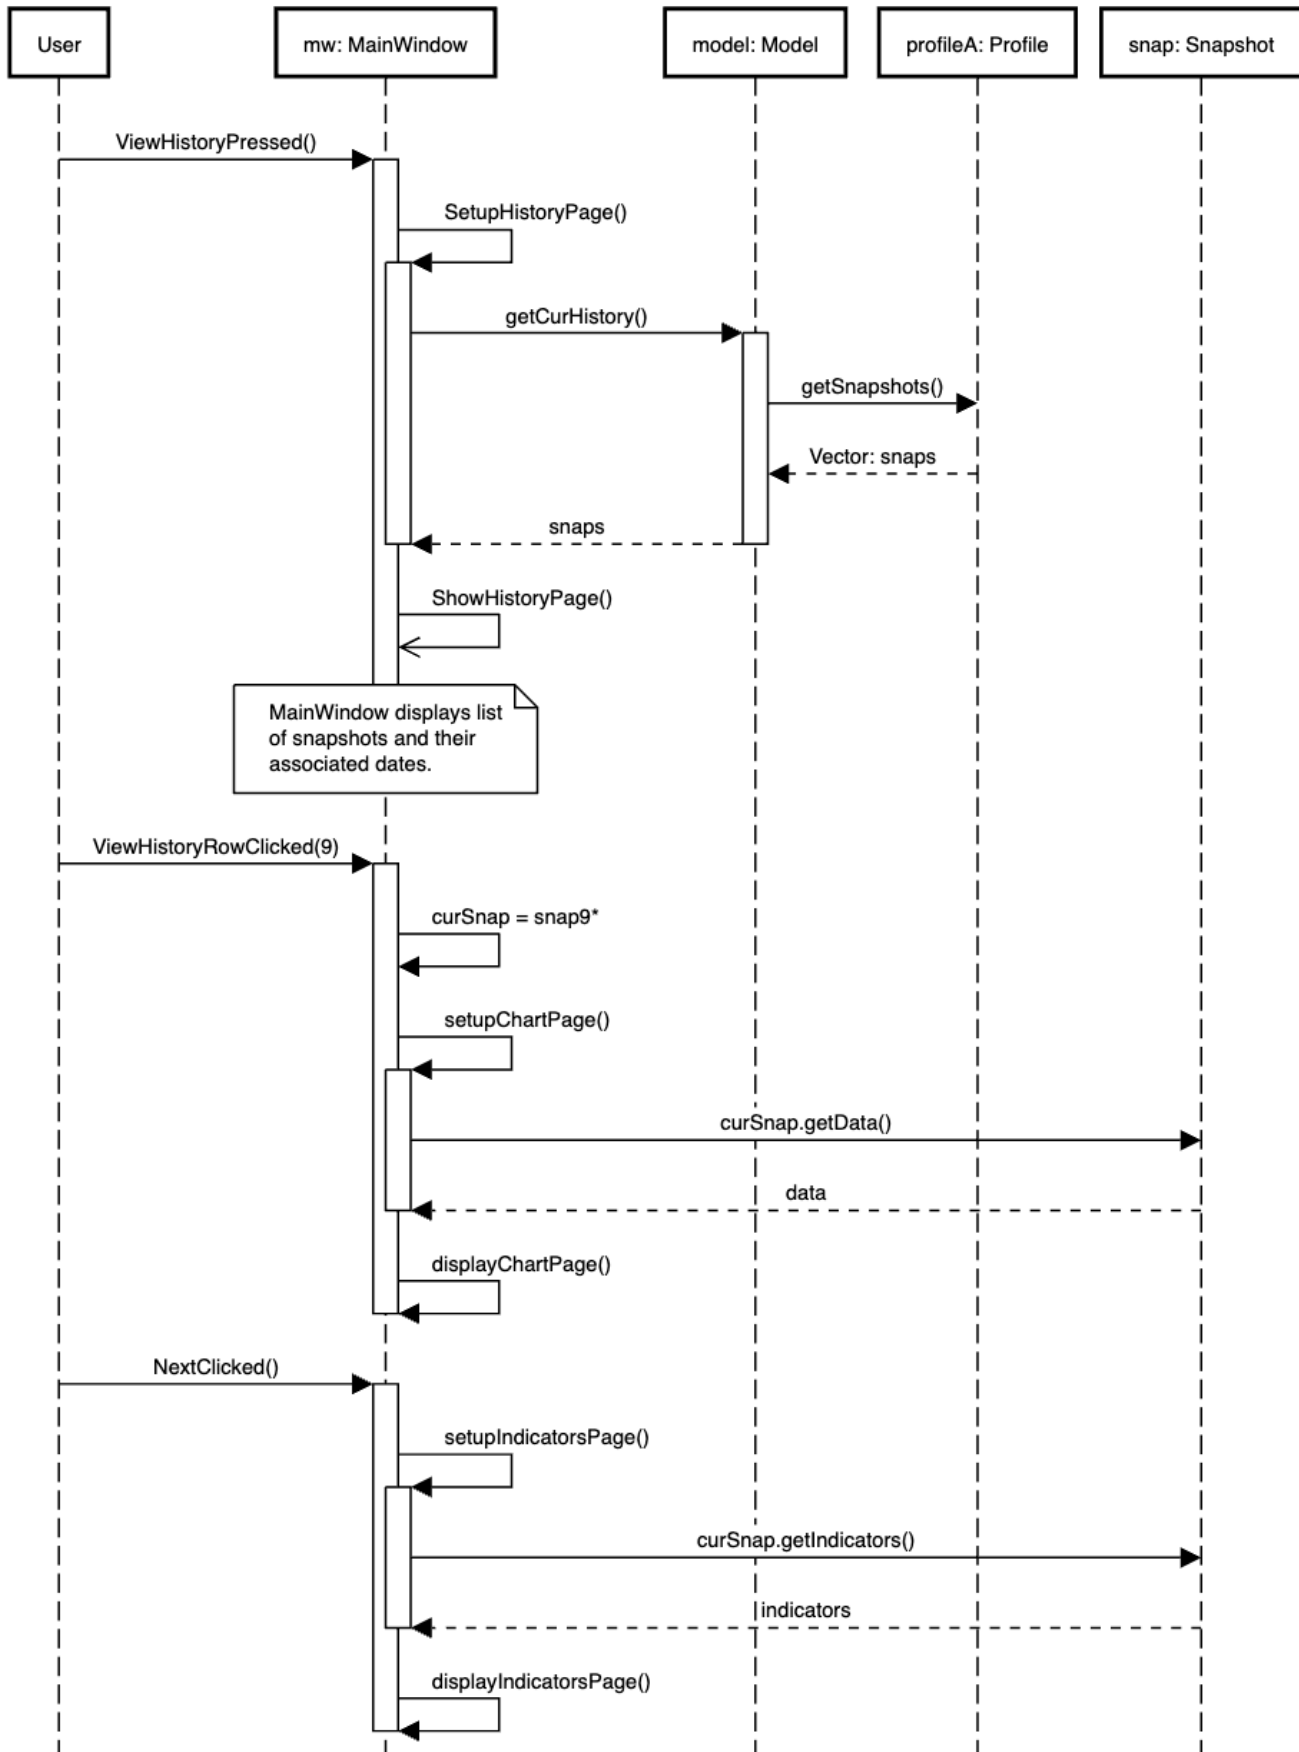 User
mw: MainWindow
model: Model
profileA: Profile
snap: Snapshot
ViewHistoryPressed()
SetupHistoryPage()
getCurHistory()
getSnapshots()
Vector: snaps
snaps
ShowHistoryPage()
MainWindow displays list
of snapshots and their
associated dates.
ViewHistoryRowClicked(9)
curSnap = snap9*
setupChartPage()
curSnap.getData()
data
displayChartPage()
NextClicked()
setupIndicatorsPage()
curSnap.getIndicators()
indicators
displayIndicatorsPage()